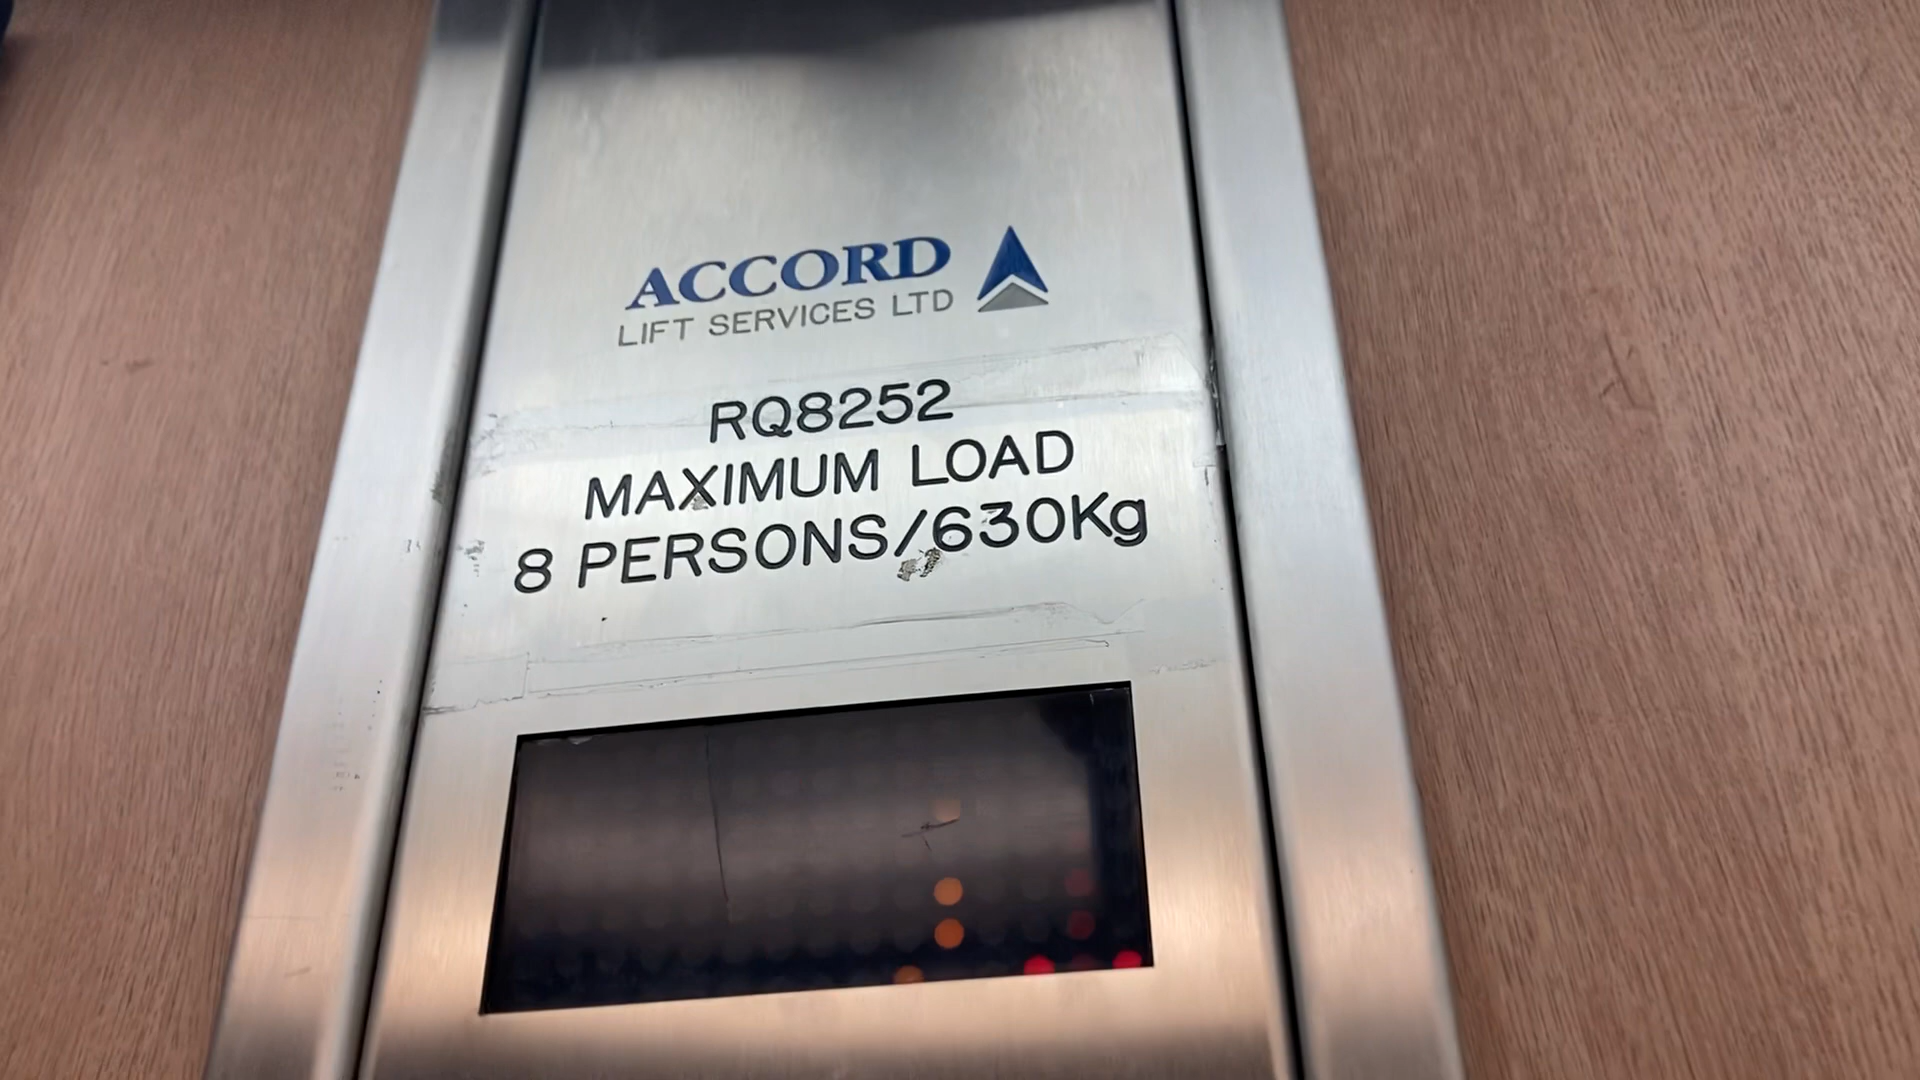 ACCORD
LIFT SERVICES LTD
RQ8252
MAXIMUM LOAD
8 PERSONS/630Kg